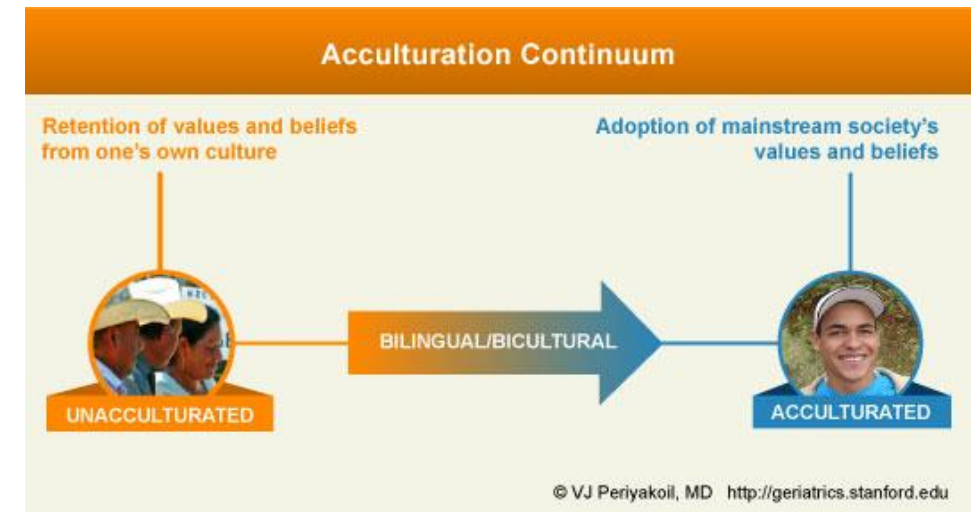 Acculturation Continuum
Retention of values and beliefs
from one's own culture
Adoption of mainstream society's
values and beliefs
BILINGUAL/BICULTURAL
UNACCULTURATED
ACCULTURATED
© VJ Periyakoil, MD http://geriatrics.stanford.edu